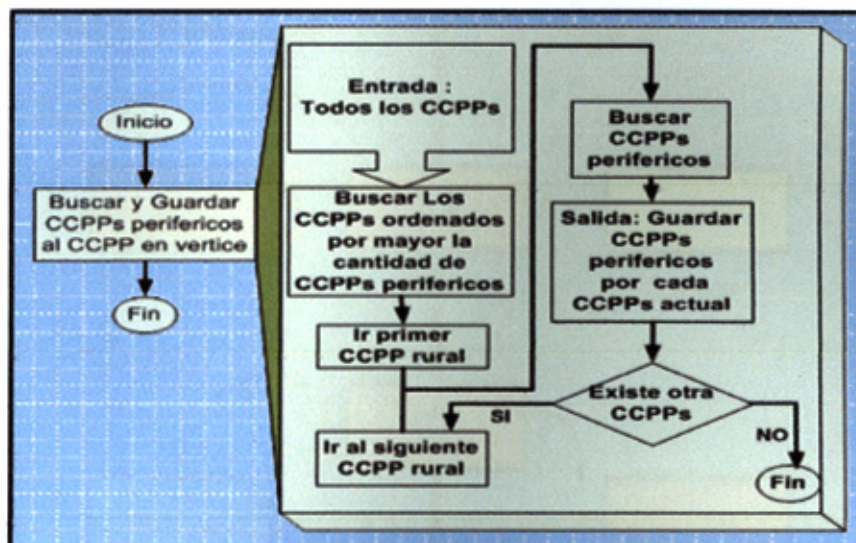 Inicio
Buscar y Guardar
CCPPs perifericos
al CCPP en vertice
Fin
Entrada :
Todos los CCPPs
Buscar Los
CCPPs ordenados
por mayor la
cantidad de
CCPPs perifericos
Ir primer
CCPP rural
Ir al siguiente
CCPP rural
Buscar
CCPPs
perifericos
Salida: Guardar
CCPPs
perifericos
por cada
CCPPs actual
Existe otra
CCPPs
SI
NO
Fin